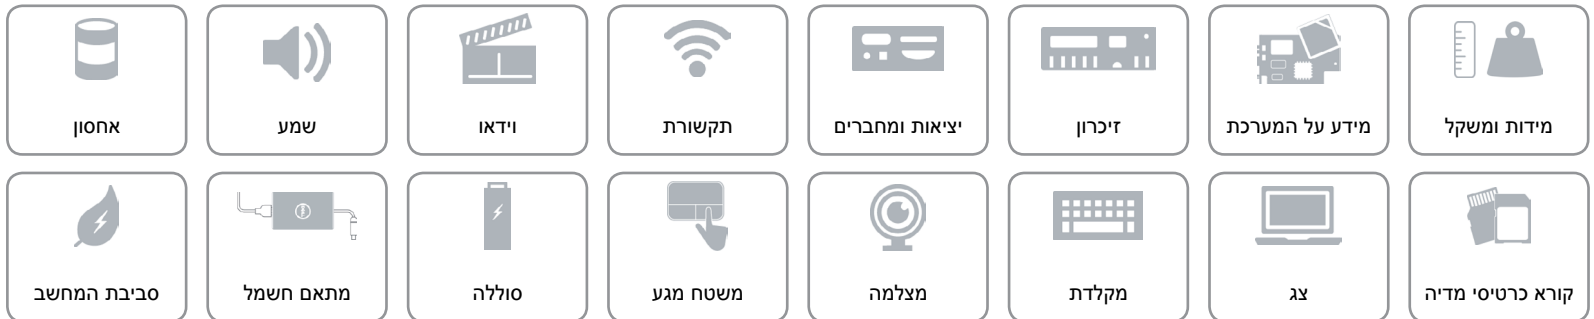 מידות ומשקל
מידע על המערכת
זיכרון
יציאות ומחברים
תקשורת
וידאו
שמע
אחסון
קורא כרטיסי מדיה
צג
מקלדת
מצלמה
משטח מגע
סוללה
מתאם חשמל
סביבת המחשב